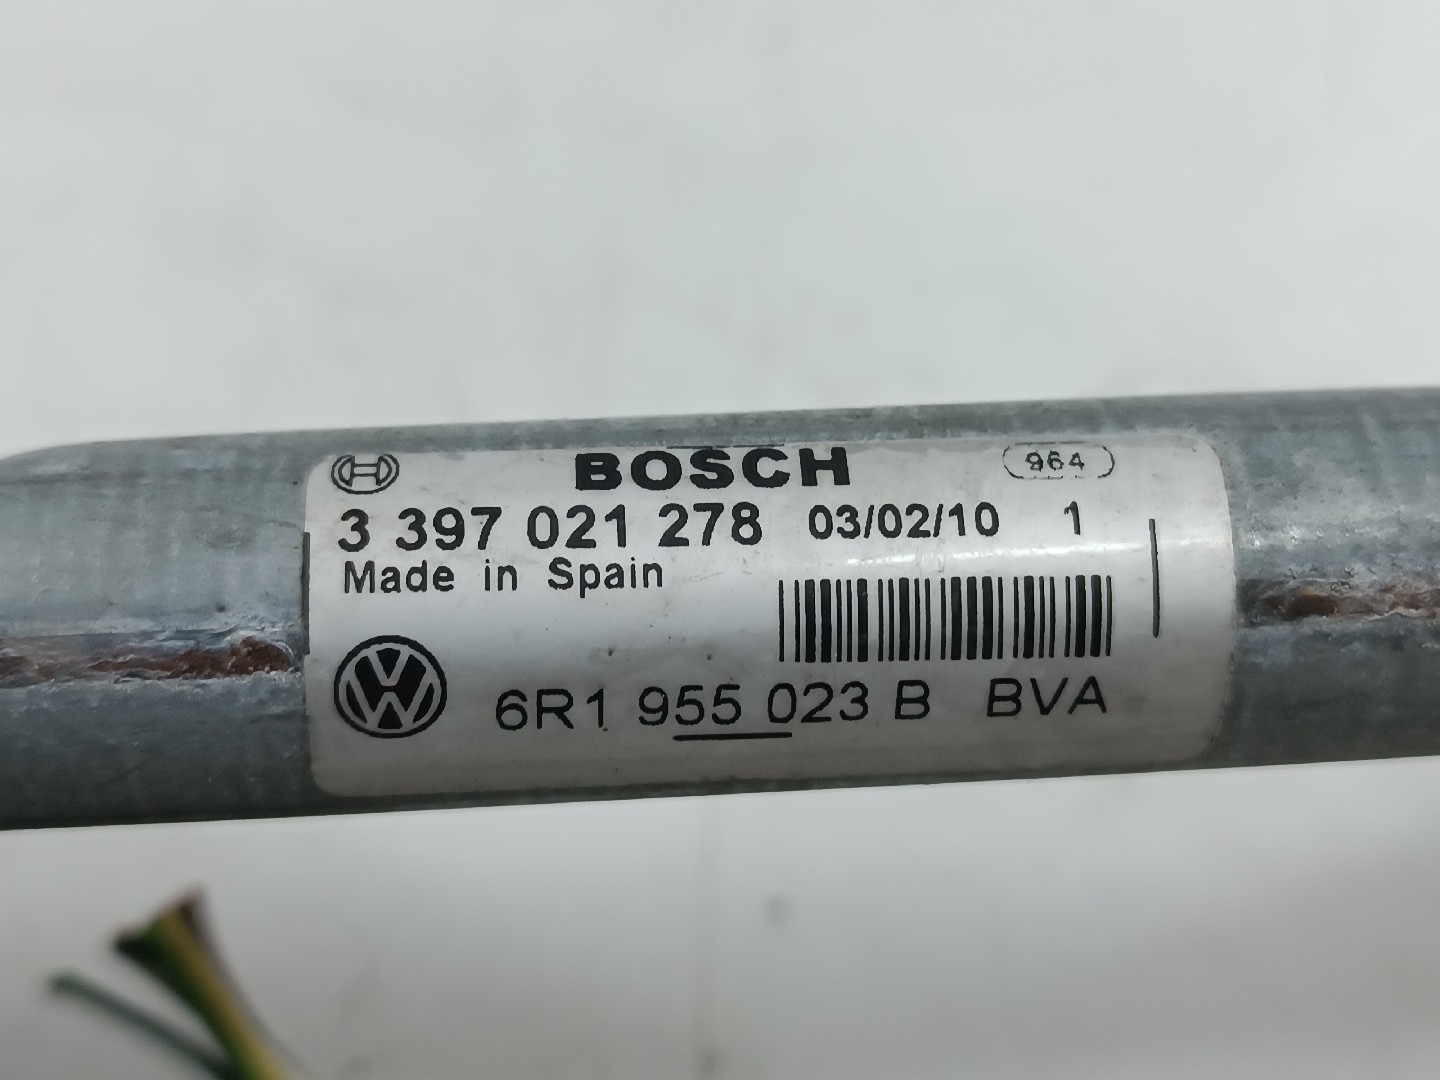 BOSCH 964
3 397 021 278 03/02/10 1
Made in Spain
6R1 955 023 B BVA